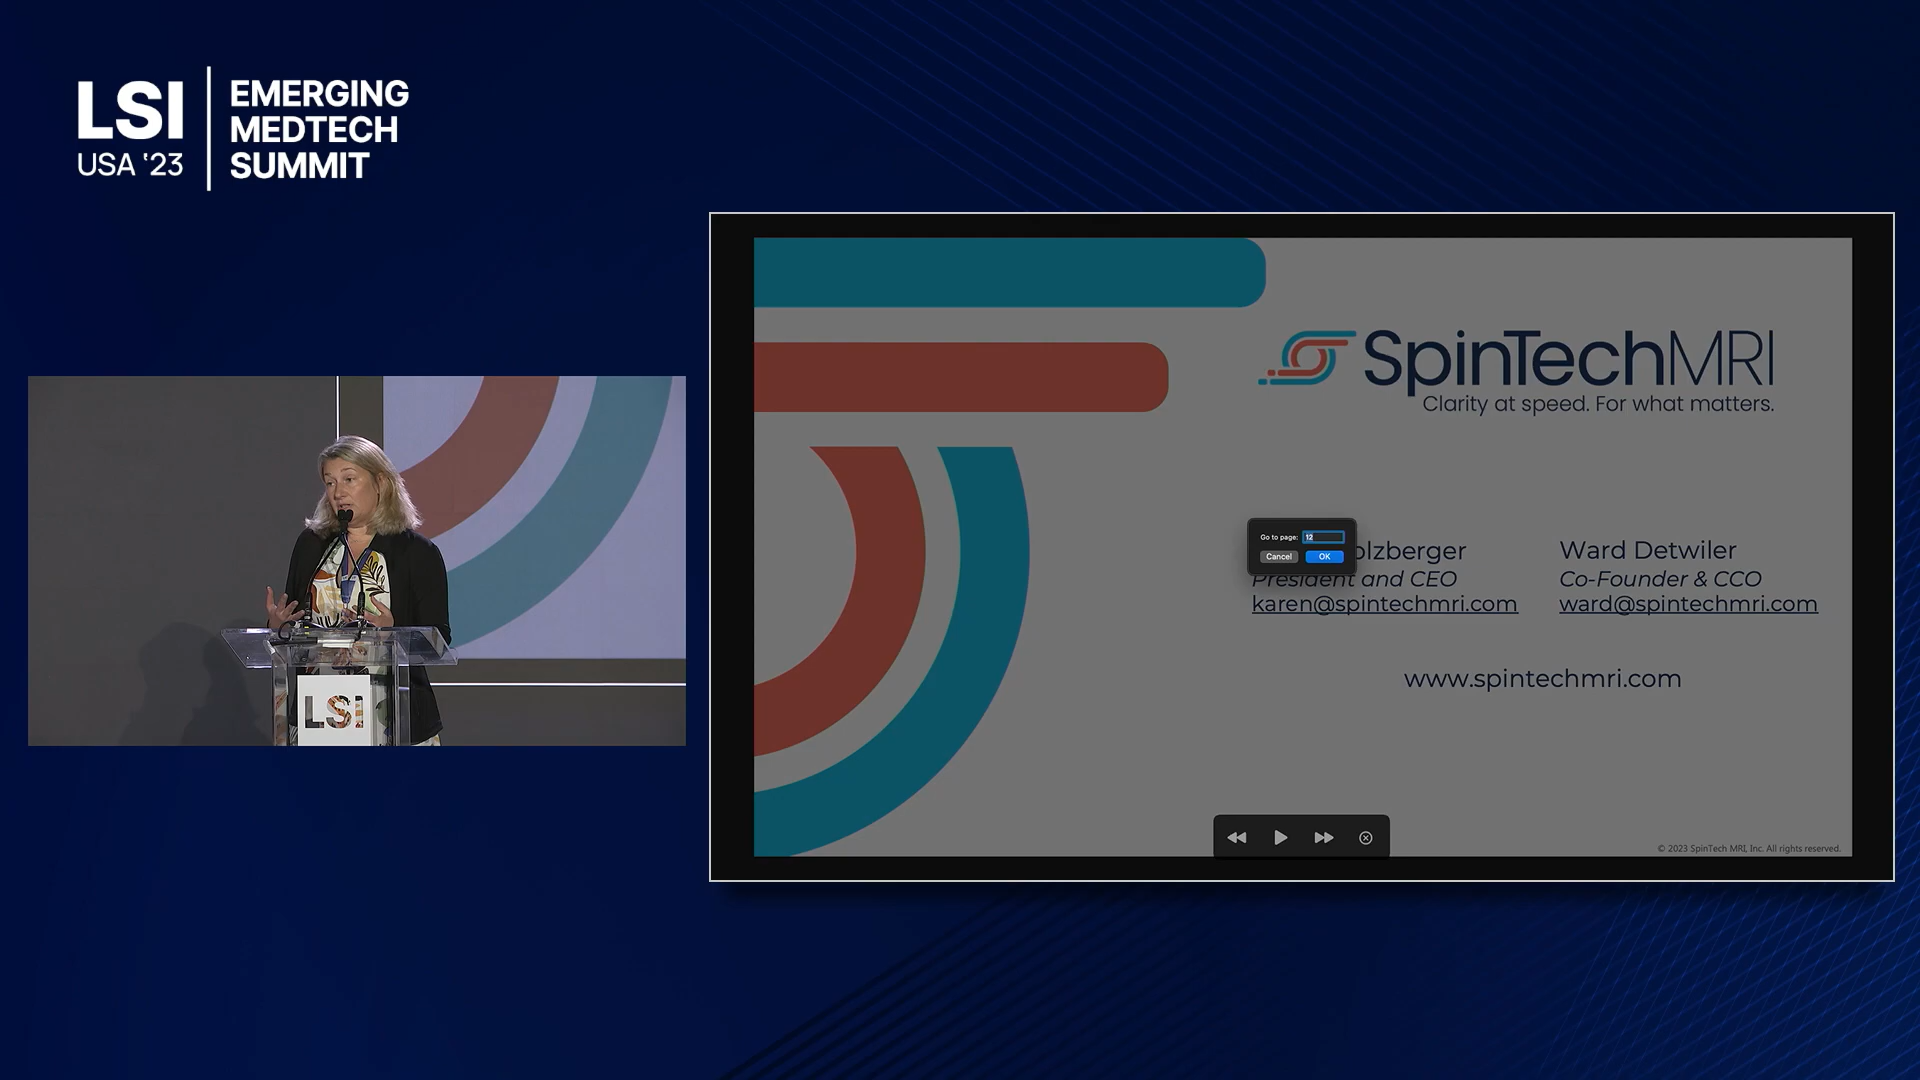 LSI
USA '23
EMERGING
MEDTECH
SUMMIT
SpinTechMRI
Clarity at speed. For what matters.
Go to page: 12
Cancel OK
olzberger
President and CEO
karen@spintechmri.com
Ward Detwiler
Co-Founder & CCO
ward@spintechmri.com
www.spintechmri.com
© 2023 SpinTech MRI, Inc. All rights reserved.
LSI